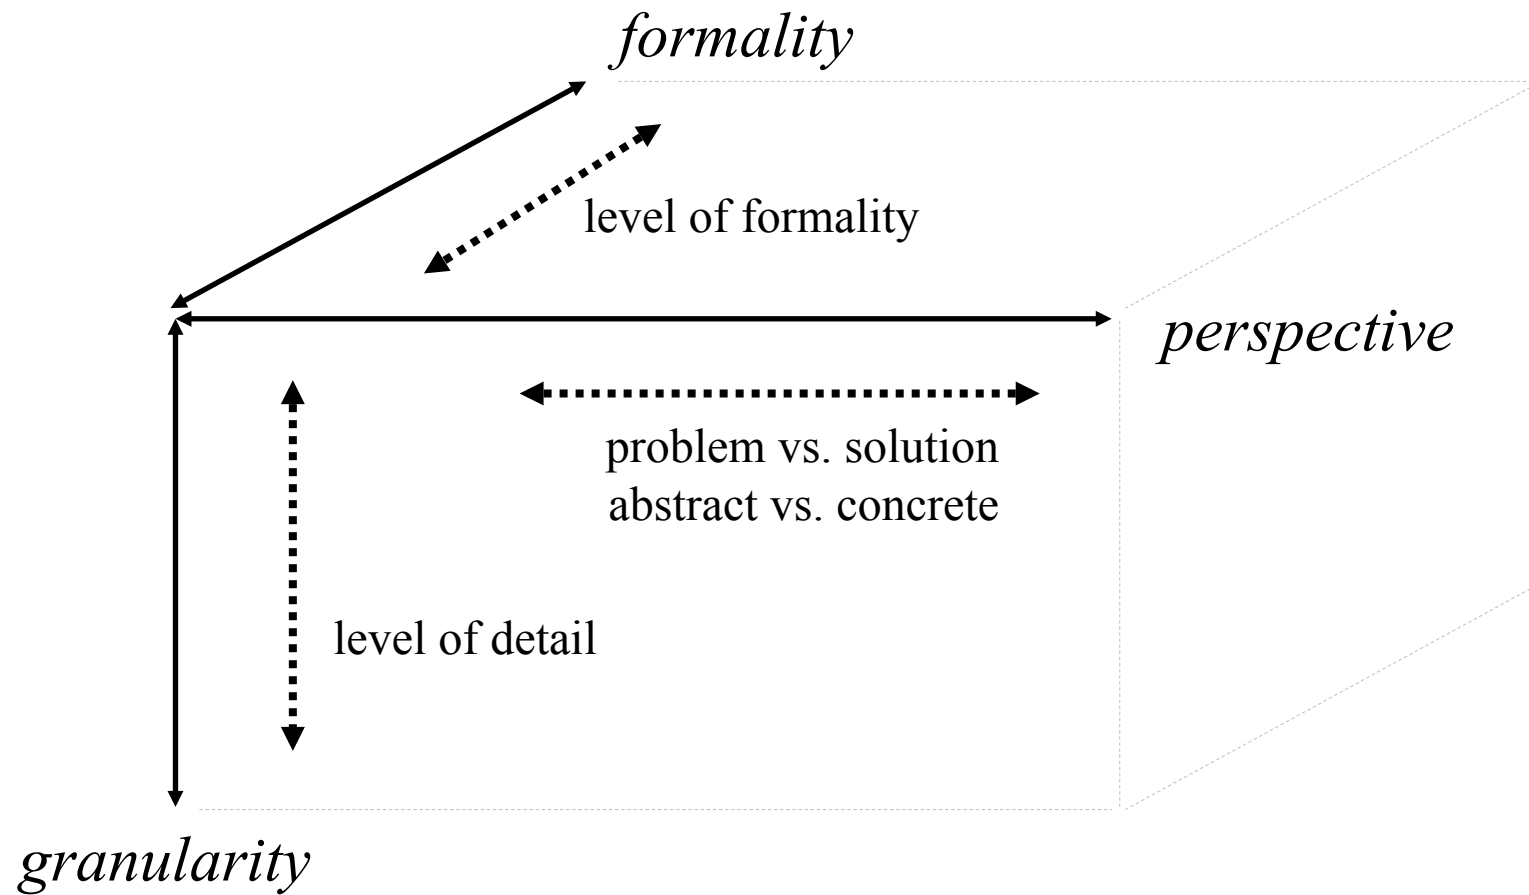 formality
level of formality
perspective
problem vs. solution
abstract vs. concrete
level of detail
granularity